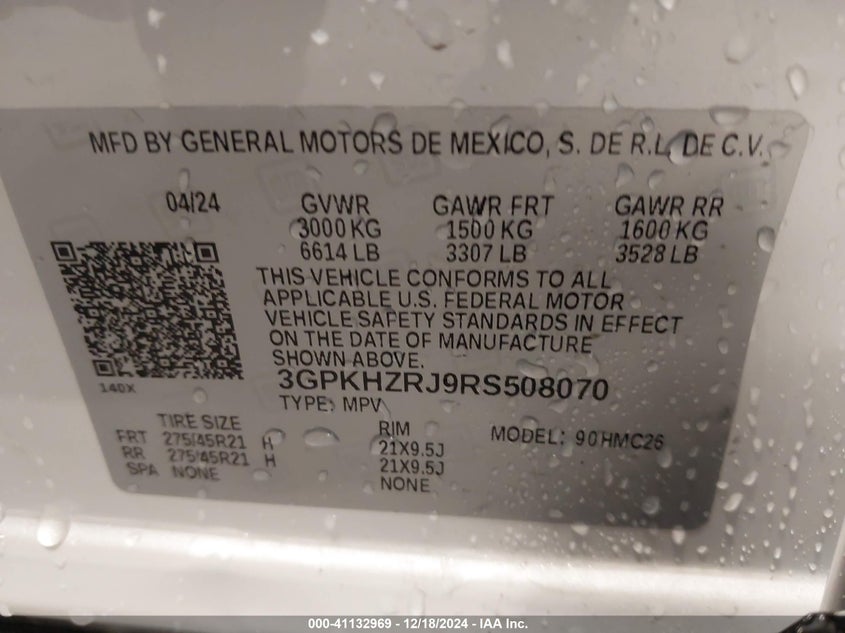 MFD BY GENERAL MOTORS DE MEXICO, S. DE R.L. DE C.V.
04/24 GVWR GAWR FRT GAWR RR
3000 KG 1500 KG 1600 KG
6614 LB 3307 LB 3528 LB
THIS VEHICLE CONFORMS TO ALL
APPLICABLE U.S. FEDERAL MOTOR
VEHICLE SAFETY STANDARDS IN EFFECT
ON THE DATE OF MANUFACTURE
SHOWN ABOVE.
140X
3GPKHZRJ9RS508070
TYPE: MPV
TIRE SIZE RIM MODEL: 90HMC26
FRT 275/45R21 H 21X9.5J
RR 275/45R21 H 21X9.5J
SPA NONE NONE
000-41132969 / 12/18/2024 - IAA Inc.